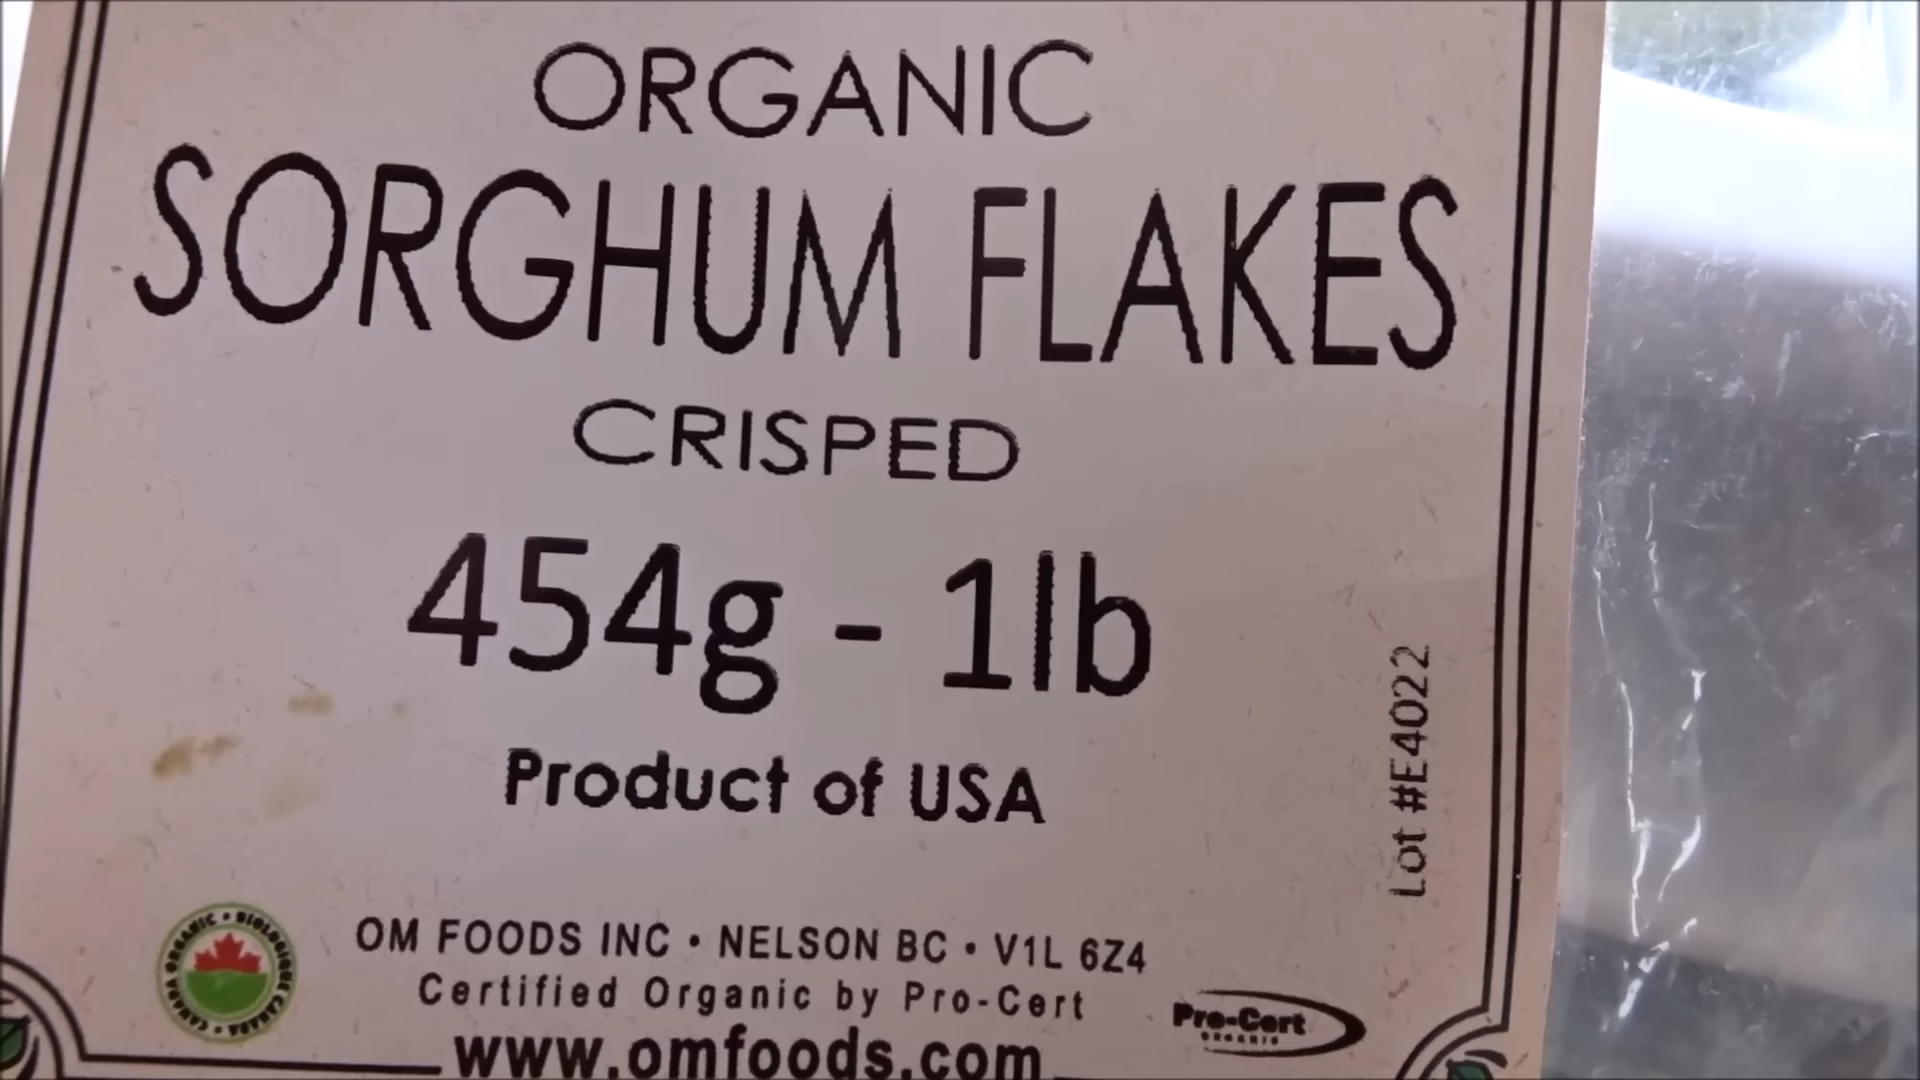 ORGANIC
SORGHUM FLAKES
CRISPED
454g - 1lb
Product of USA
Lot #E4022
OM FOODS INC • NELSON BC • V1L 6Z4
Certified Organic by Pro-Cert
www.omfoods.com
Pro-Cert
ORGANIC
CANADA ORGANIC • BIOLOGIQUE CANADA •